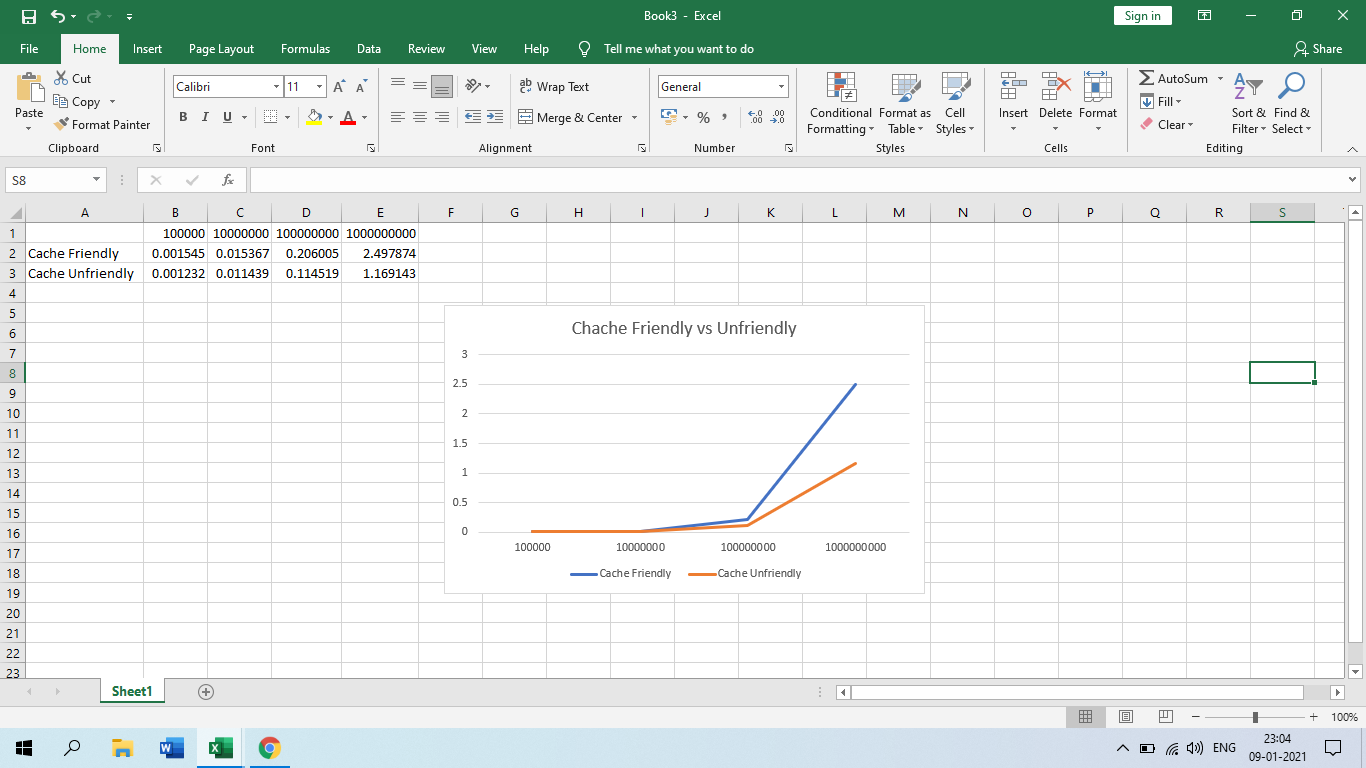 Book3 - Excel
Sign in
File Home Insert Page Layout Formulas Data Review View Help Tell me what you want to do Share
Cut
Copy
Format Painter
Paste
Clipboard
Calibri 11 A A
B I U A
Font
ab Wrap Text
Merge & Center
Alignment
General
% , .00 .0
Number
Conditional Formatting
Format as Table
Cell Styles
Styles
Insert Delete Format
Cells
AutoSum
Fill
Clear
Sort & Filter
Find & Select
Editing
S8 fx
A B C D E F G H I J K L M N O P Q R S
1 100000 10000000 100000000 1000000000
2 Cache Friendly 0.001545 0.015367 0.206005 2.497874
3 Cache Unfriendly 0.001232 0.011439 0.114519 1.169143
4
5
6
7
8
9
10
11
12
13
14
15
16
17
18
19
20
21
22
23
Chache Friendly vs Unfriendly
3
2.5
2
1.5
1
0.5
0
100000 10000000 100000000 1000000000
Cache Friendly Cache Unfriendly
Sheet1
100%
ENG
23:04
09-01-2021